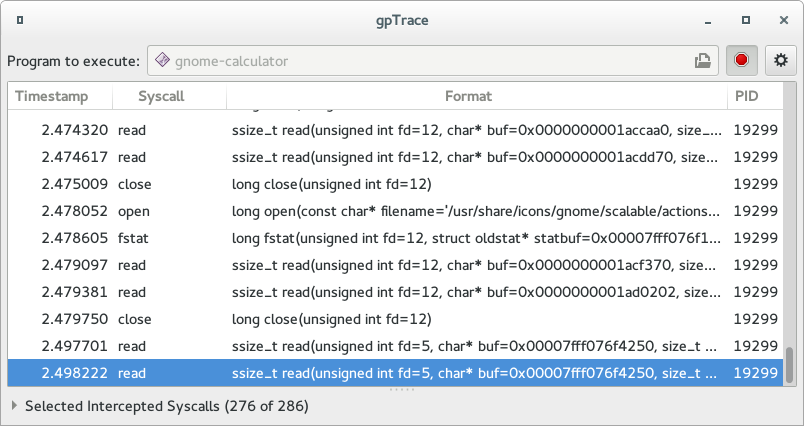 gpTrace
Program to execute: gnome-calculator
Timestamp Syscall Format PID
2.474320 read ssize_t read(unsigned int fd=12, char* buf=0x0000000001accaa0, size_... 19299
2.474617 read ssize_t read(unsigned int fd=12, char* buf=0x0000000001acdd70, size... 19299
2.475009 close long close(unsigned int fd=12) 19299
2.478052 open long open(const char* filename='/usr/share/icons/gnome/scalable/actions... 19299
2.478605 fstat long fstat(unsigned int fd=12, struct oldstat* statbuf=0x00007fff076f1... 19299
2.479097 read ssize_t read(unsigned int fd=12, char* buf=0x0000000001acf370, size... 19299
2.479381 read ssize_t read(unsigned int fd=12, char* buf=0x0000000001ad0202, size... 19299
2.479750 close long close(unsigned int fd=12) 19299
2.497701 read ssize_t read(unsigned int fd=5, char* buf=0x00007fff076f4250, size_t ... 19299
2.498222 read ssize_t read(unsigned int fd=5, char* buf=0x00007fff076f4250, size_t ... 19299
Selected Intercepted Syscalls (276 of 286)